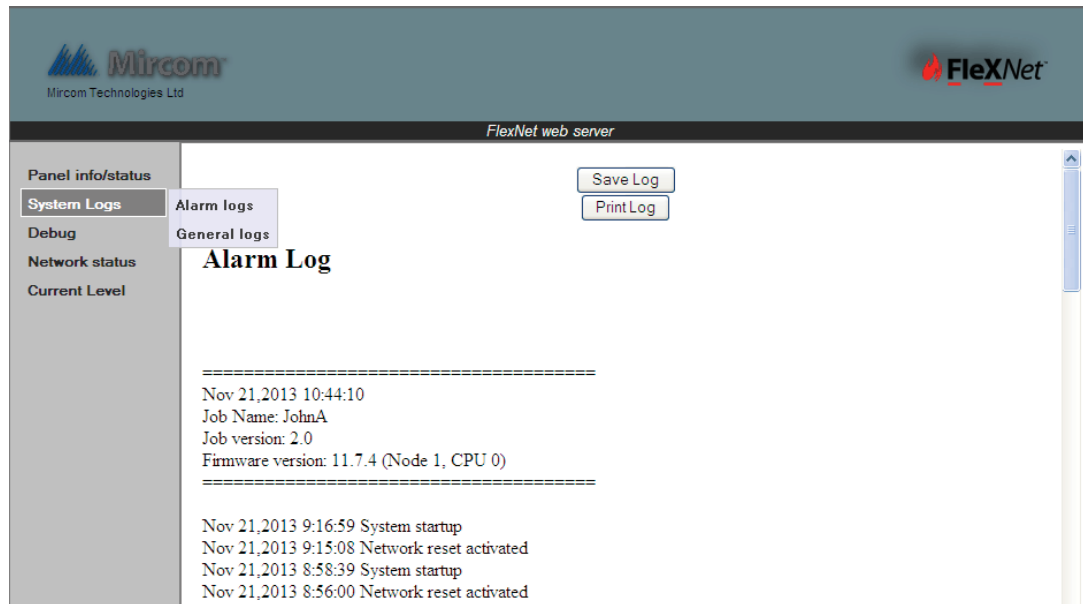 Mircom
Mircom Technologies Ltd
FleXNet
FlexNet web server
Panel info/status
System Logs
Debug
Network status
Current Level
Alarm logs
General logs
Save Log
Print Log
Alarm Log
======================================
Nov 21,2013 10:44:10
Job Name: JohnA
Job version: 2.0
Firmware version: 11.7.4 (Node 1, CPU 0)
======================================
Nov 21,2013 9:16:59 System startup
Nov 21,2013 9:15:08 Network reset activated
Nov 21,2013 8:58:39 System startup
Nov 21,2013 8:56:00 Network reset activated